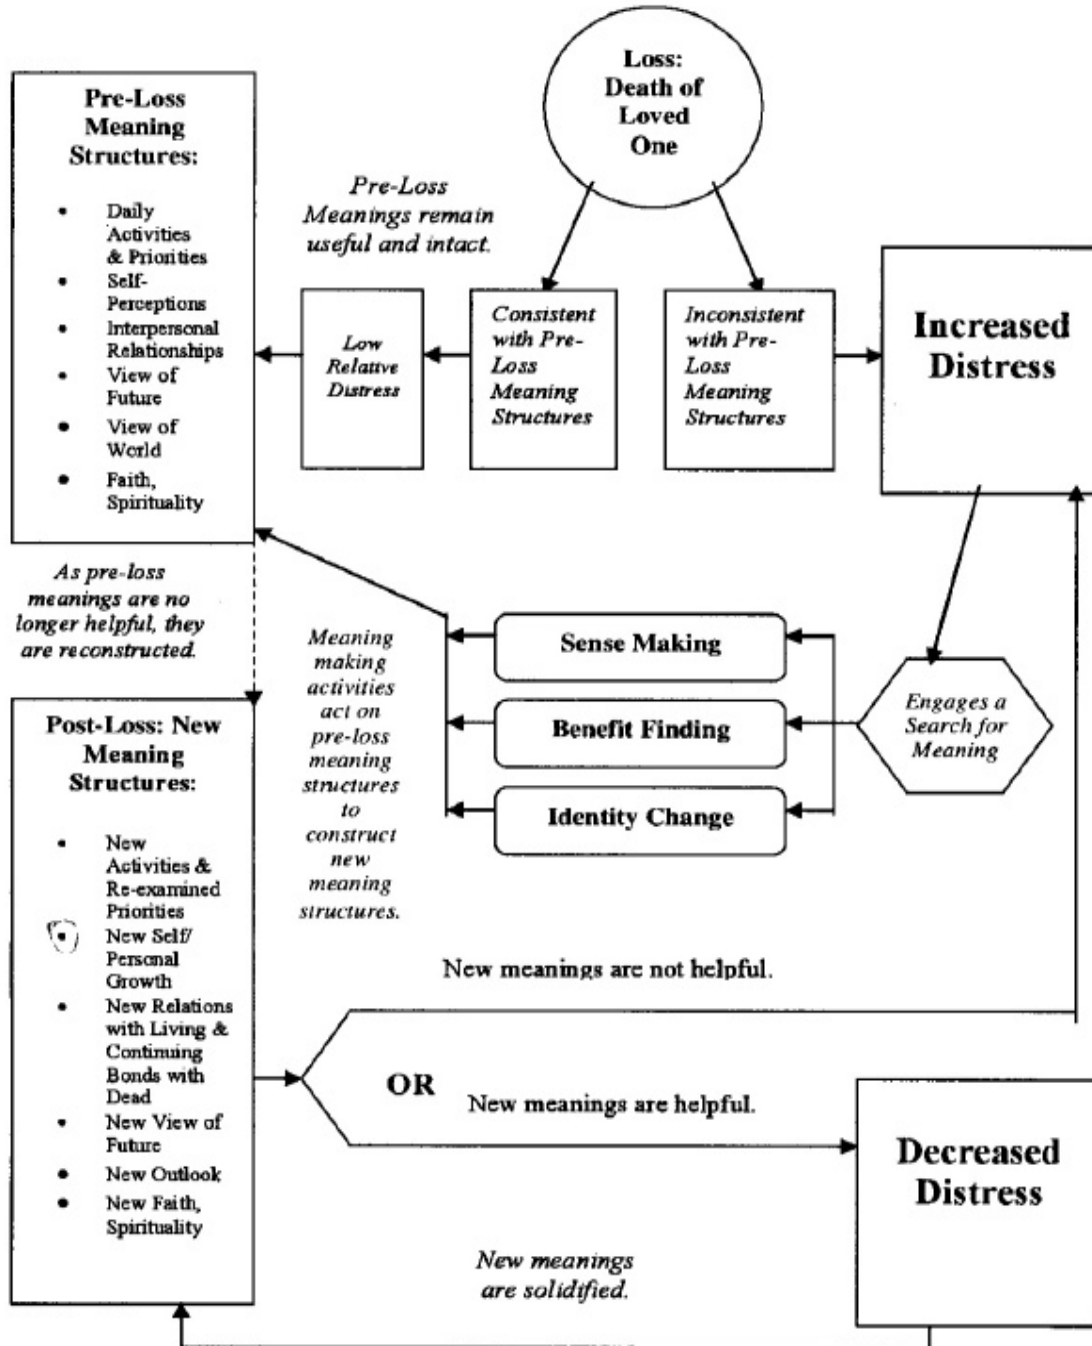 Loss:
Death of
Loved
One
Pre-Loss
Meaning
Structures:
• Daily
Activities
& Priorities
• Self-
Perceptions
• Interpersonal
Relationships
• View of
Future
• View of
World
• Faith,
Spirituality
Pre-Loss
Meanings remain
useful and intact.
Low
Relative
Distress
Consistent
with Pre-
Loss
Meaning
Structures
Inconsistent
with Pre-
Loss
Meaning
Structures
Increased
Distress
As pre-loss
meanings are no
longer helpful, they
are reconstructed.
Meaning
making
activities
act on
pre-loss
meaning
structures
to
construct
new
meaning
structures.
Sense Making
Benefit Finding
Identity Change
Engages a
Search for
Meaning
Post-Loss: New
Meaning
Structures:
• New
Activities &
Re-examined
Priorities
• New Self/
Personal
Growth
• New Relations
with Living &
Continuing
Bonds with
Dead
• New View of
Future
• New Outlook
• New Faith,
Spirituality
New meanings are not helpful.
OR
New meanings are helpful.
Decreased
Distress
New meanings
are solidified.